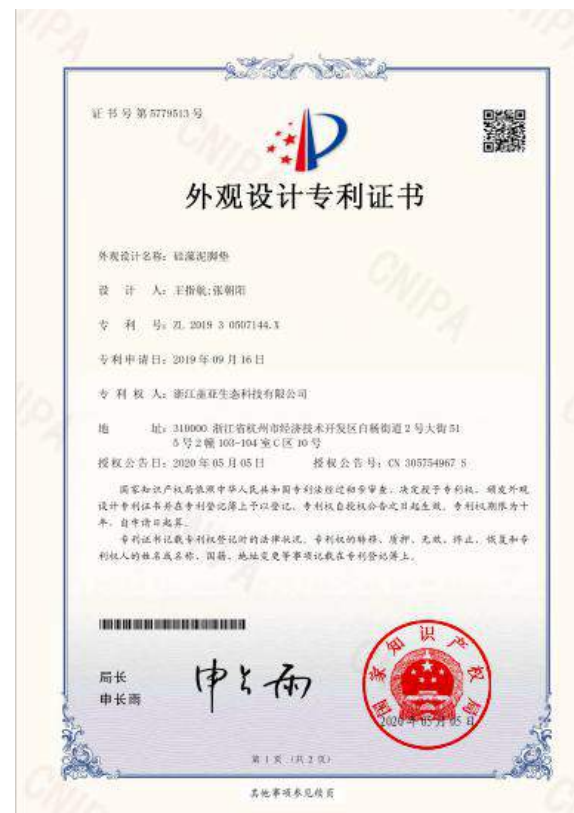 证书号第5779513号
外观设计专利证书
外观设计名称：硅藻泥脚垫
设 计 人：王指航;张朝阳
专 利 号：ZL 2019 3 0507144.X
专利申请日：2019年09月16日
专 利 权 人：浙江亚生态科技有限公司
地 址：310000 浙江省杭州市经济技术开发区白杨街道2号大街51
5号2幢103-104室C区10号
授权公告日：2020年05月05日 授权公告号：CN 305754967 S
国家知识产权局依照中华人民共和国专利法经过初步审查，决定授予专利权，颁发外观
设计专利证书并在专利登记簿上予以登记。专利权自授权公告之日起生效。专利权期限为十
年，自申请日起算。
专利证书记载专利权登记时的法律状况。专利权的转移、质押、无效、终止、恢复和专
利权人的姓名或名称、国籍、地址变更等事项记载在专利登记簿上。
局长
申长雨
申长雨
国家知识产权局
2020年05月05日
第 1 页 (共 2 页)
其他事项参见续页
CNIPA
CNIPA
CNIPA